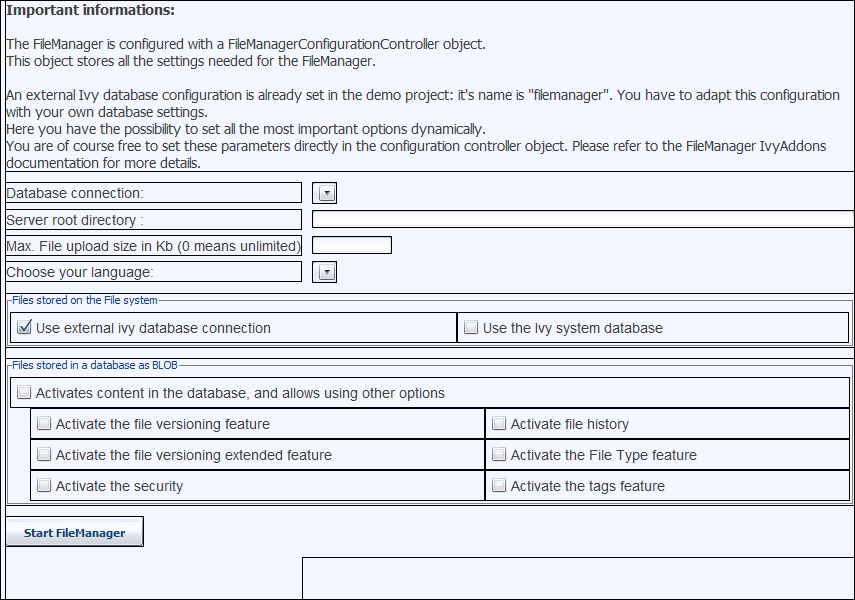 Important informations:
The FileManager is configured with a FileManagerConfigurationController object.
This object stores all the settings needed for the FileManager.
An external Ivy database configuration is already set in the demo project: it's name is "filemanager". You have to adapt this configuration
with your own database settings.
Here you have the possibility to set all the most important options dynamically.
You are of course free to set these parameters directly in the configuration controller object. Please refer to the FileManager IvyAddons
documentation for more details.
Database connection:
Server root directory :
Max. File upload size in Kb (0 means unlimited)
Choose your language:
Files stored on the File system
Use external ivy database connection
Use the Ivy system database
Files stored in a database as BLOB
Activates content in the database, and allows using other options
Activate the file versioning feature
Activate file history
Activate the file versioning extended feature
Activate the File Type feature
Activate the security
Activate the tags feature
Start FileManager